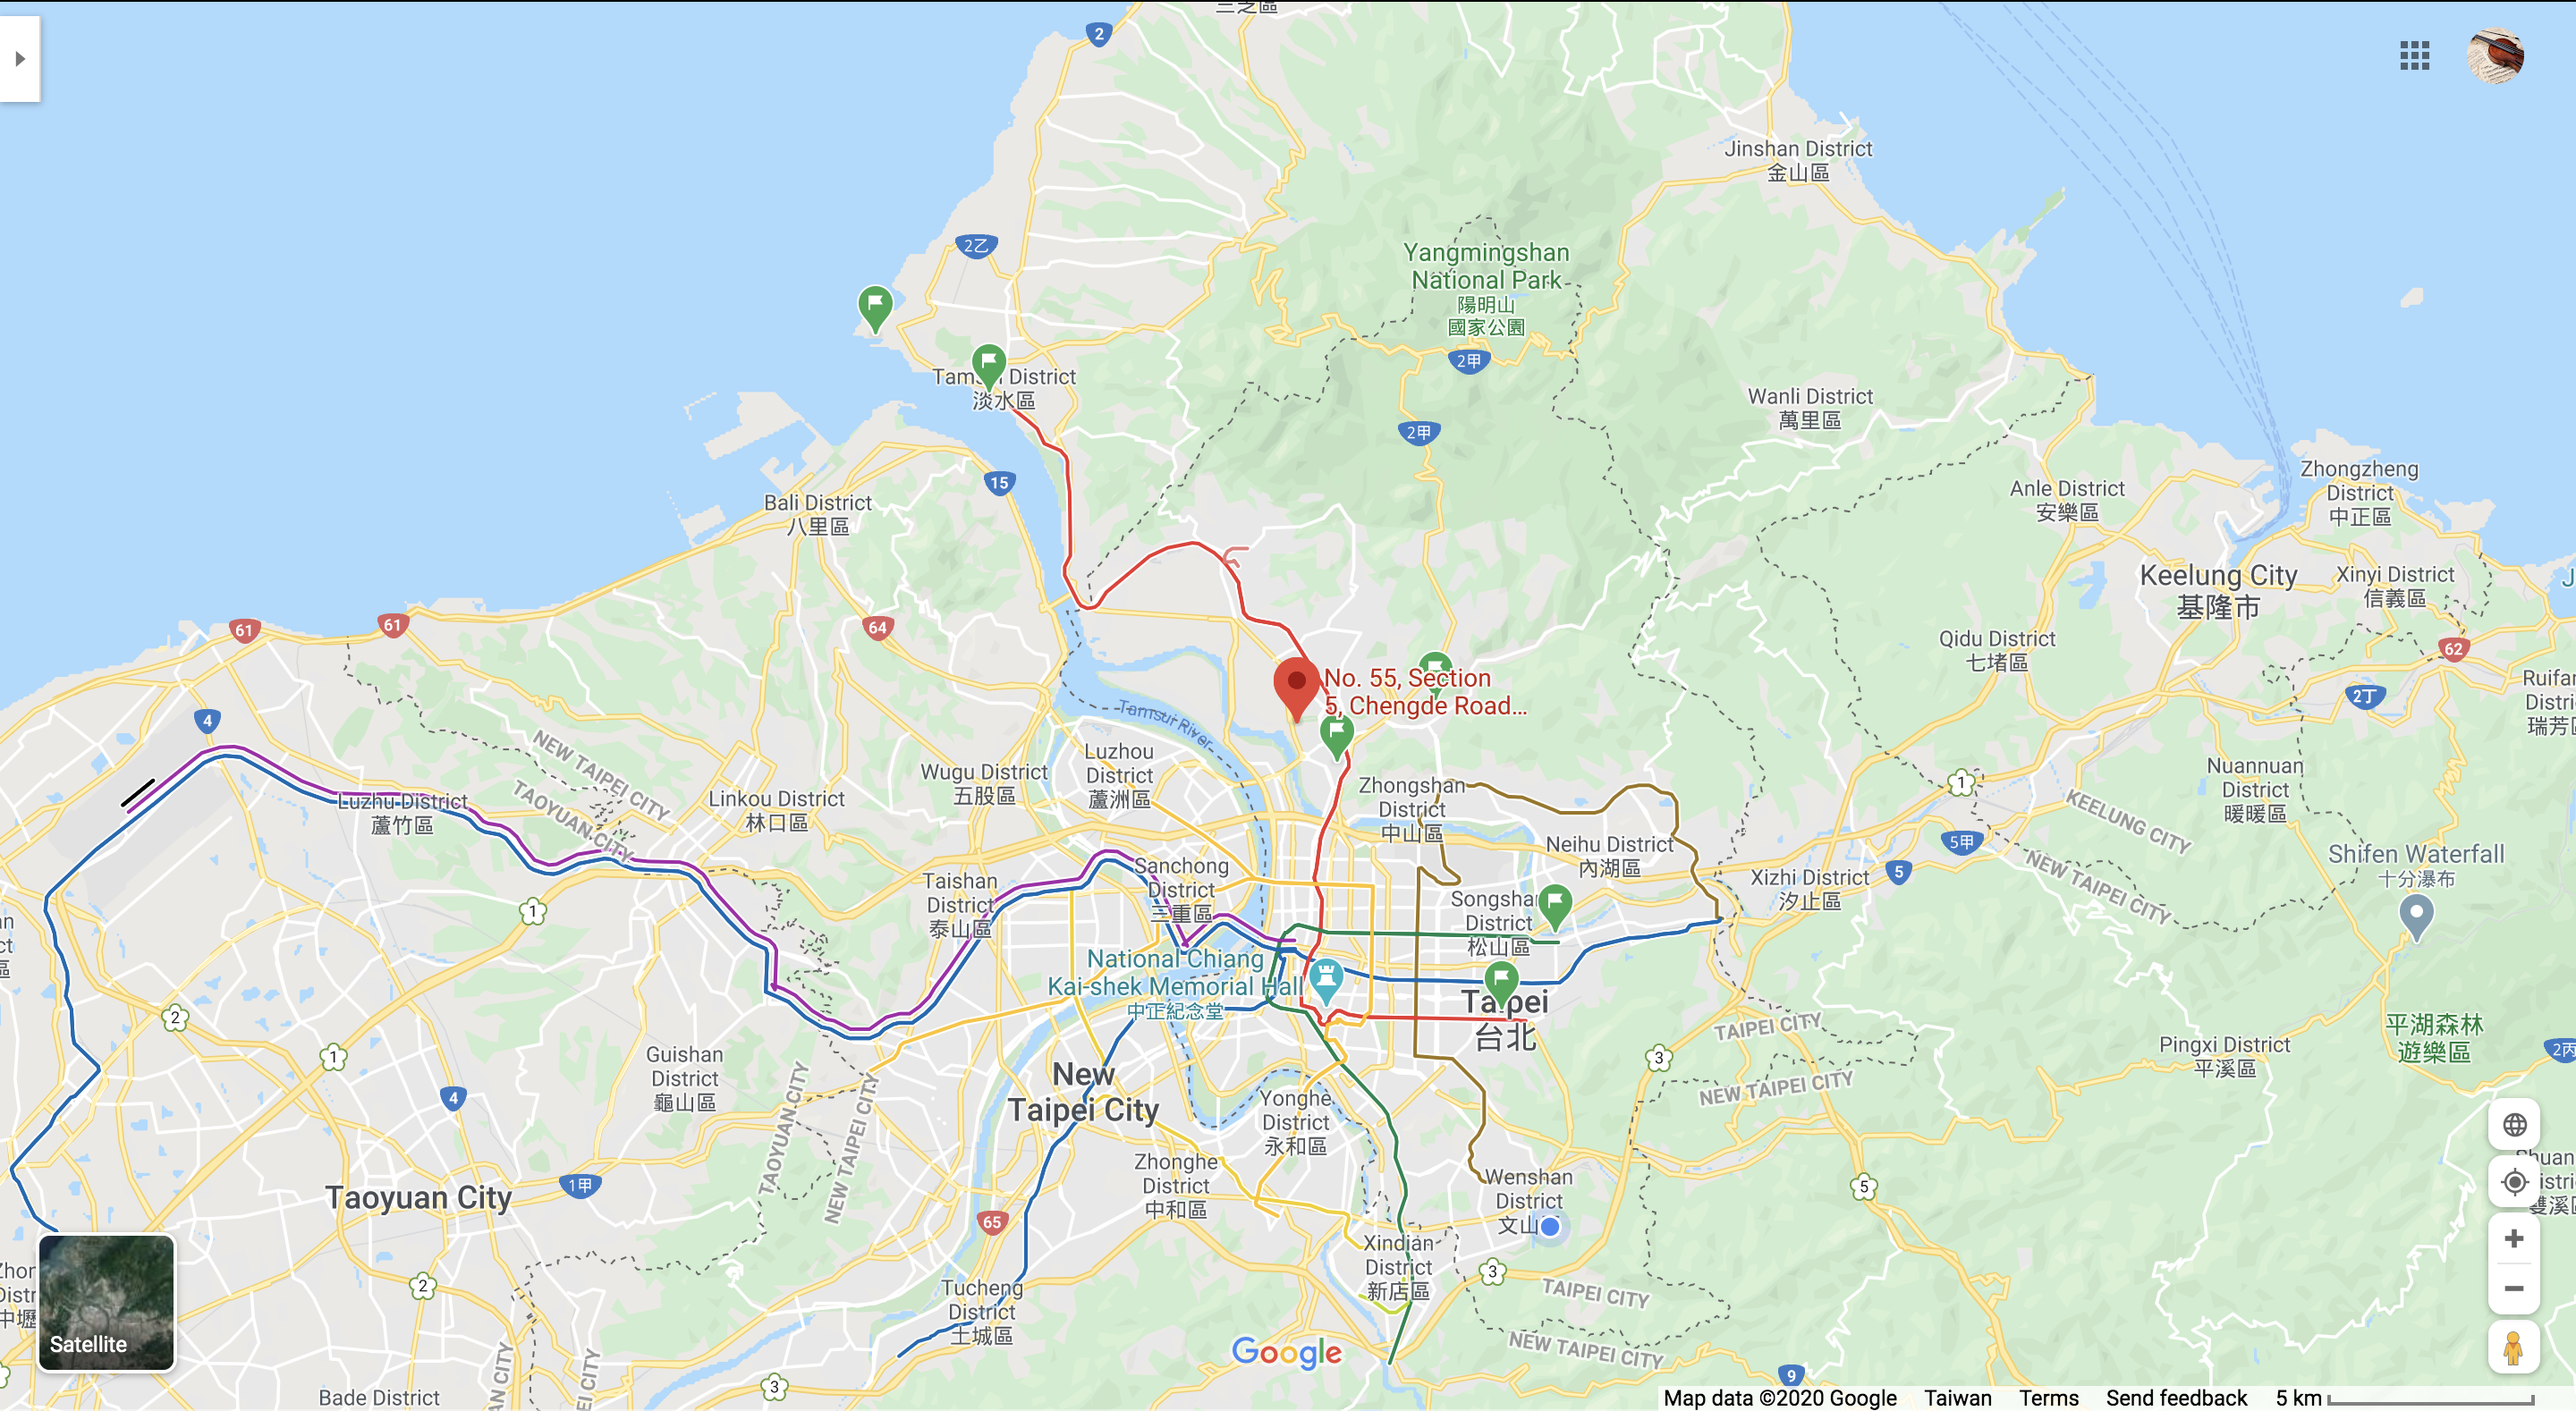 三芝區
2
Jinshan District
金山區
2乙
Yangmingshan
National Park
陽明山
國家公園
2甲
Tamsui District
淡水區
Wanli District
萬里區
2甲
15
Bali District
八里區
Anle District
安樂區
Zhongzheng
District
中正區
Keelung City
基隆市
Xinyi District
信義區
61
61
64
Qidu District
七堵區
62
No. 55, Section
5, Chengde Road...
2丁
Tamsui River
4
NEW TAIPEI CITY
TAOYUAN CITY
Luzhu District
蘆竹區
Linkou District
林口區
Wugu District
五股區
Luzhou
District
蘆洲區
Zhongshan
District
中山區
Neihu District
內湖區
1
5甲
5
KEELUNG CITY
NEW TAIPEI CITY
Nuannuan
District
暖暖區
瑞芳
Shifen Waterfall
十分瀑布
Xizhi District
汐止區
Sanchong
District
三重區
Taishan
District
泰山區
Songshan
District
松山區
1
National Chiang
Kai-shek Memorial Hall
中正紀念堂
Taipei
台北
2
1
TAIPEI CITY
NEW TAIPEI CITY
3
Pingxi District
平溪區
平湖森林
遊樂區
2丙
Guishan
District
龜山區
4
New
Taipei City
TAOYUAN CITY
NEW TAIPEI CITY
Yonghe
District
永和區
Zhonghe
District
中和區
Wenshan
District
文山
Taoyuan City
1甲
65
5
Xindian
District
新店區
3
TAIPEI CITY
NEW TAIPEI CITY
2
Tucheng
District
土城區
Satellite
Google
3
9
Bade District
Map data ©2020 Google Taiwan Terms Send feedback 5 km